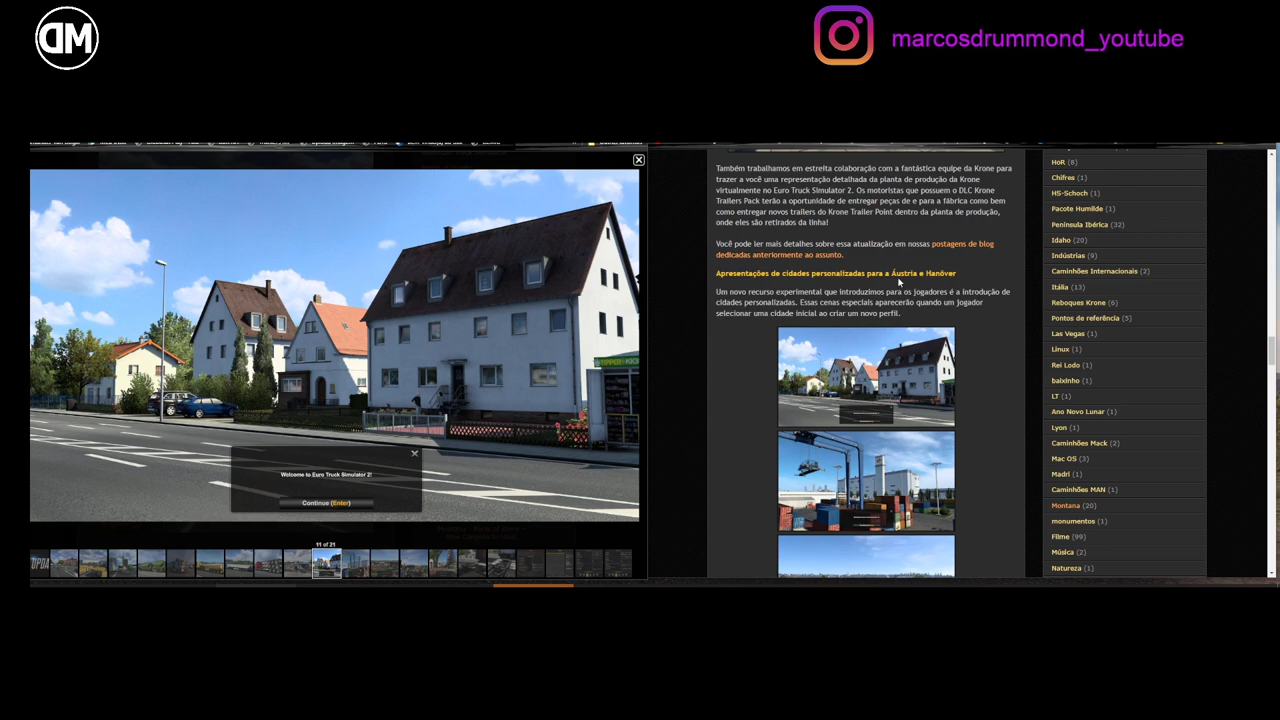 DM
marcosdrummond_youtube
Welcome to Euro Truck Simulator 2!
Continue (Enter)
11 of 21
Também trabalhamos em estreita colaboração com a fantástica equipe da Krone para
trazer a você uma representação detalhada da planta de produção da Krone
virtualmente no Euro Truck Simulator 2. Os motoristas que possuem o DLC Krone
Trailers Pack terão a oportunidade de entregar peças de e para a fábrica como bem
como entregar novos trailers do Krone Trailer Point dentro da planta de produção,
onde eles são retirados da linha!
Você pode ler mais detalhes sobre essa atualização em nossas postagens de blog
dedicadas anteriormente ao assunto.
Apresentações de cidades personalizadas para a Áustria e Hanôver
Um novo recurso experimental que introduzimos para os jogadores é a introdução de
cidades personalizadas. Essas cenas especiais aparecerão quando um jogador
selecionar uma cidade inicial ao criar um novo perfil.
HoR (8)
Chifres (1)
HS-Schoch (1)
Pacote Humilde (1)
Península Ibérica (32)
Idaho (20)
Indústrias (9)
Caminhões Internacionais (2)
Itália (13)
Reboques Krone (6)
Pontos de referência (5)
Las Vegas (1)
Linux (1)
Rei Lodo (1)
baixinho (1)
LT (1)
Ano Novo Lunar (1)
Lyon (1)
Caminhões Mack (2)
Mac OS (3)
Madri (1)
Caminhões MAN (1)
Montana (20)
monumentos (1)
Filme (99)
Música (2)
Natureza (1)